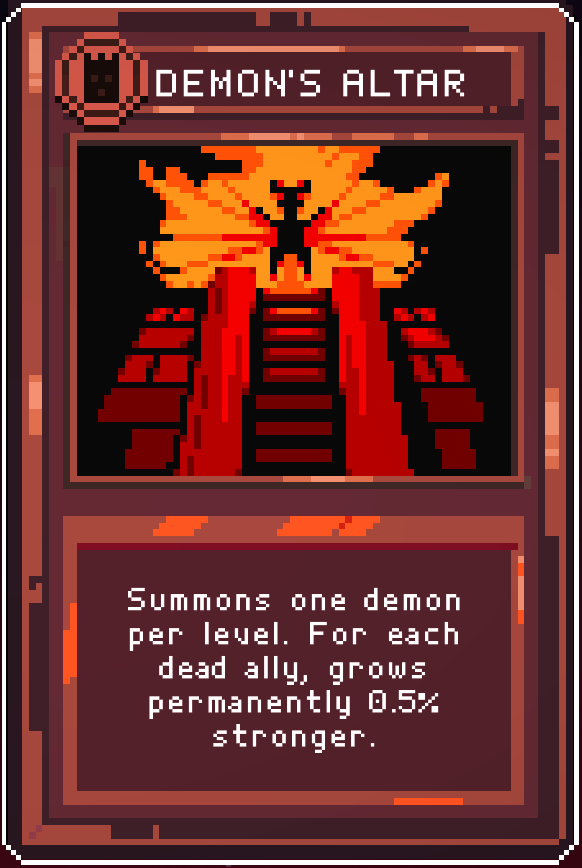 DEMON'S ALTAR
Summons one demon
per level. For each
dead ally, grows
permanently 0.5%
stronger.